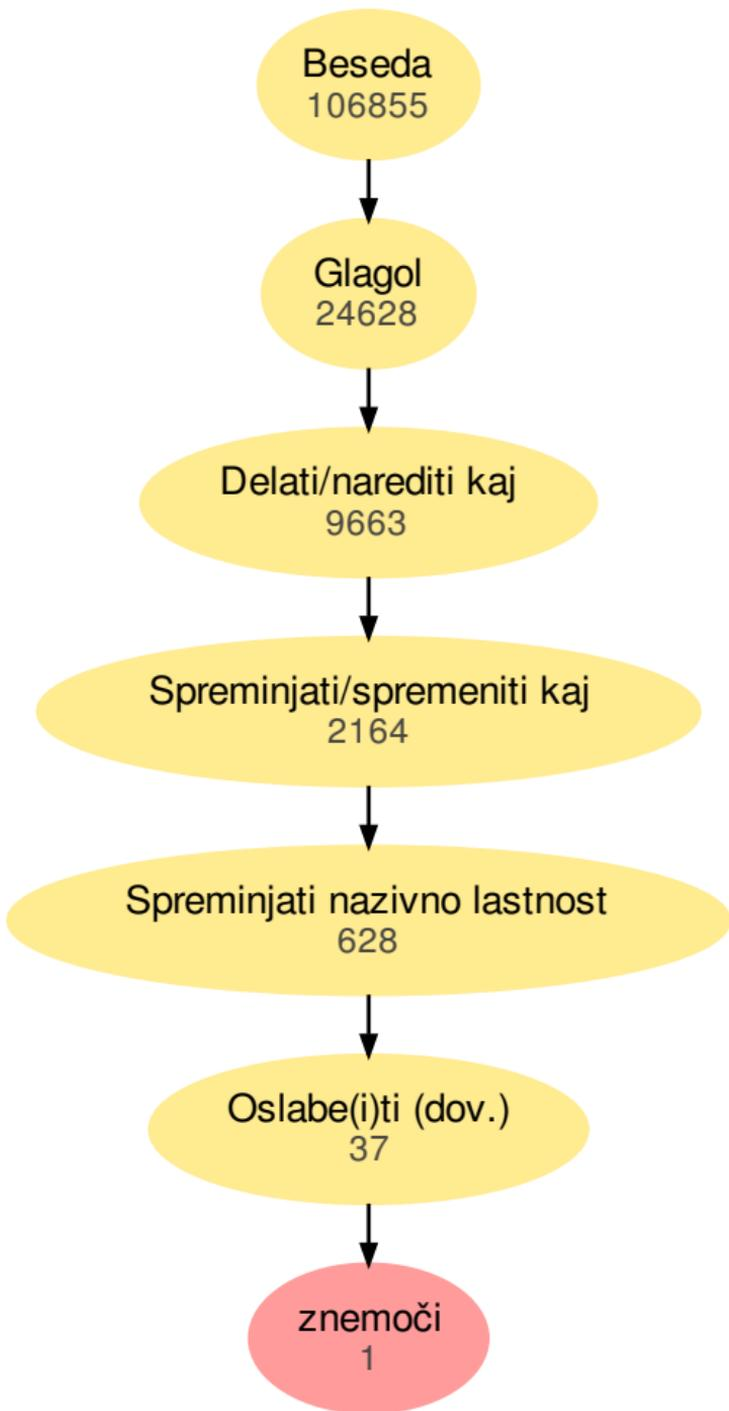 Beseda
106855
Glagol
24628
Delati/narediti kaj
9663
Spreminjati/spremeniti kaj
2164
Spreminjati nazivno lastnost
628
Oslabe(i)ti (dov.)
37
znemoči
1